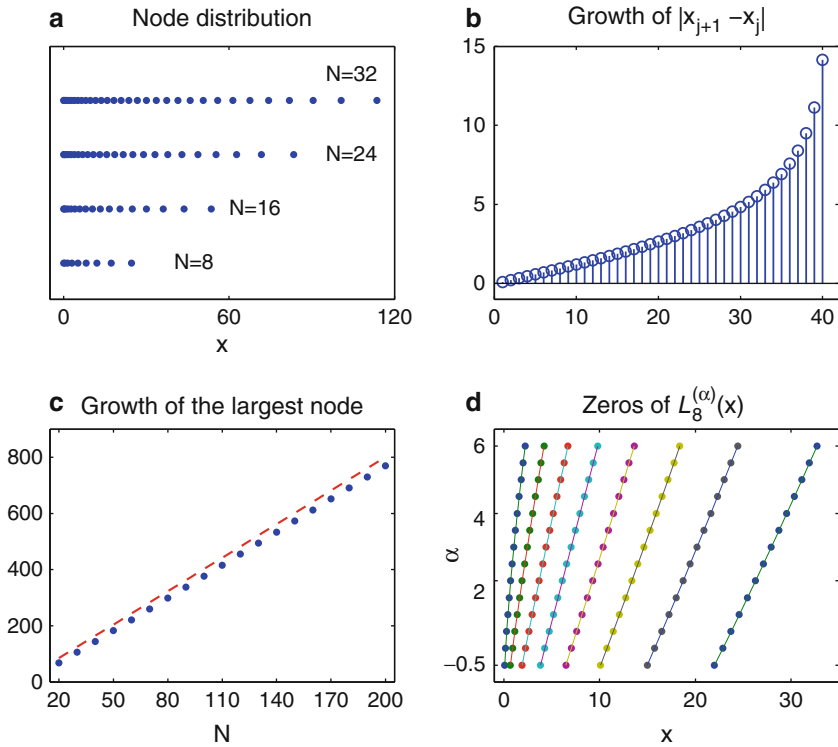 a Node distribution
N=32
N=24
N=16
N=8
0 60 120
x
b Growth of |x_{j+1} −x_j|
15
10
5
0
0 10 20 30 40
c Growth of the largest node
800
600
400
200
0
20 50 80 110 140 170 200
N
d Zeros of L_8^{(α)}(x)
6
4
α
2
−0.5
0 10 20 30
x